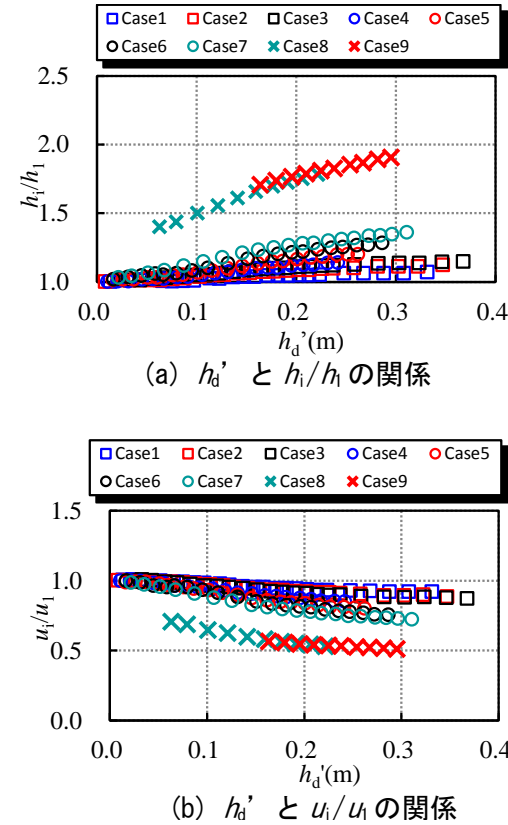 Case1 Case2 Case3 Case4 Case5
Case6 Case7 Case8 Case9
2.5
2.0
1.5
1.0
hi/h1
0.0 0.1 0.2 0.3 0.4
hd’(m)
(a) hd’ と hi/h1 の関係
Case1 Case2 Case3 Case4 Case5
Case6 Case7 Case8 Case9
1.5
1.0
0.5
0.0
ui/u1
0.0 0.1 0.2 0.3 0.4
hd'(m)
(b) hd’ と ui/u1 の関係